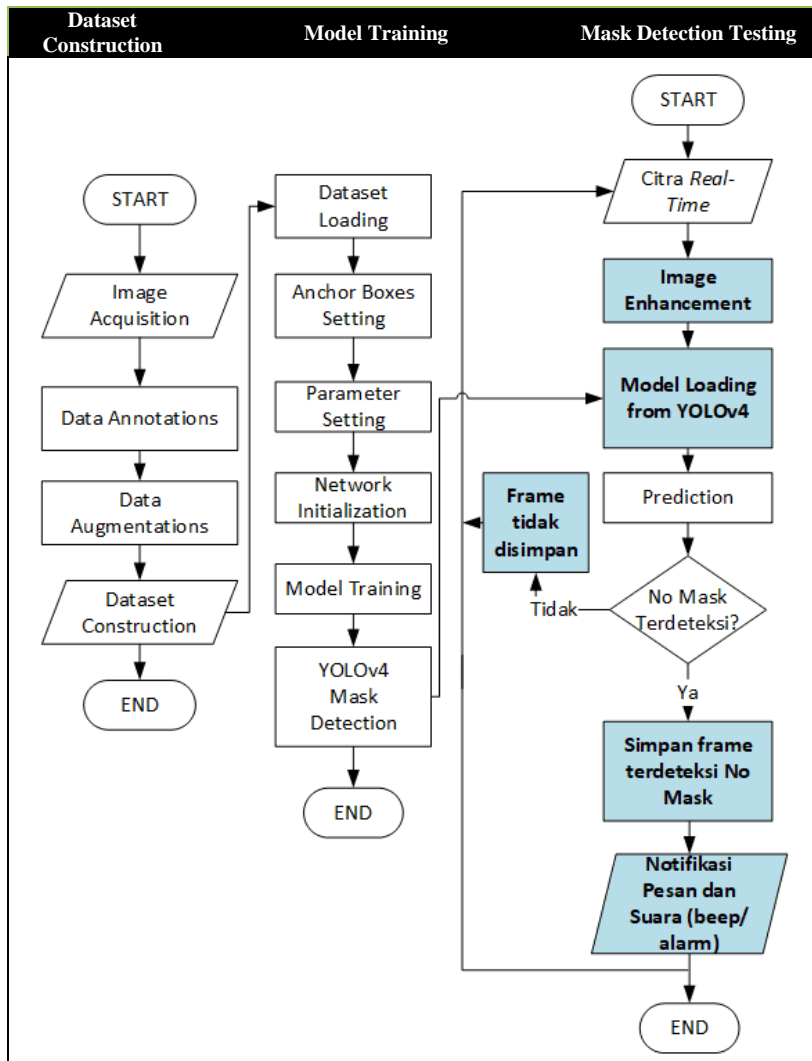 Dataset
Construction
Model Training
Mask Detection Testing
START
Image
Acquisition
Data Annotations
Data
Augmentations
Dataset
Construction
END
Dataset
Loading
Anchor Boxes
Setting
Parameter
Setting
Network
Initialization
Model Training
YOLOv4
Mask
Detection
END
START
Citra Real-
Time
Image
Enhancement
Model Loading
from YOLOv4
Prediction
No Mask
Terdeteksi?
Tidak
Frame
tidak
disimpan
Ya
Simpan frame
terdeteksi No
Mask
Notifikasi
Pesan dan
Suara (beep/
alarm)
END